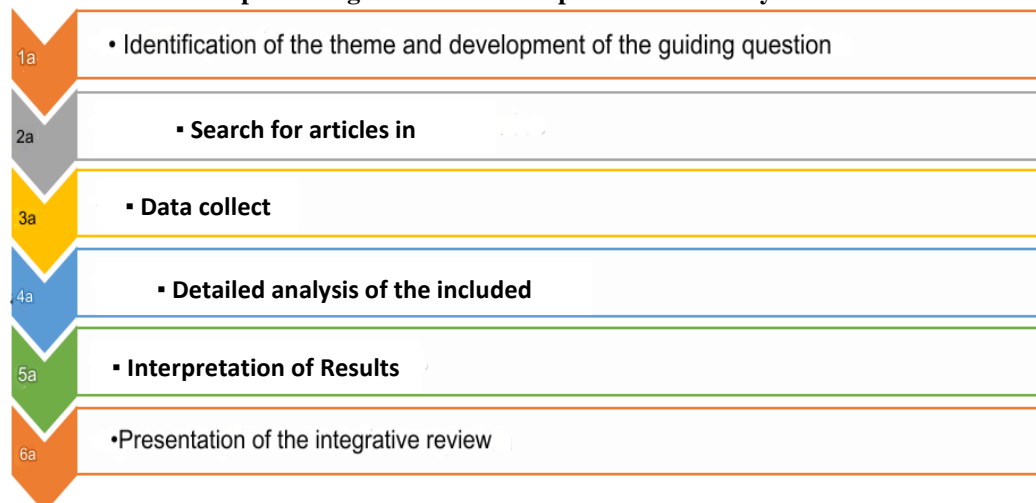 1a
• Identification of the theme and development of the guiding question
2a
▪ Search for articles in
3a
▪ Data collect
4a
▪ Detailed analysis of the included
5a
▪ Interpretation of Results
6a
•Presentation of the integrative review